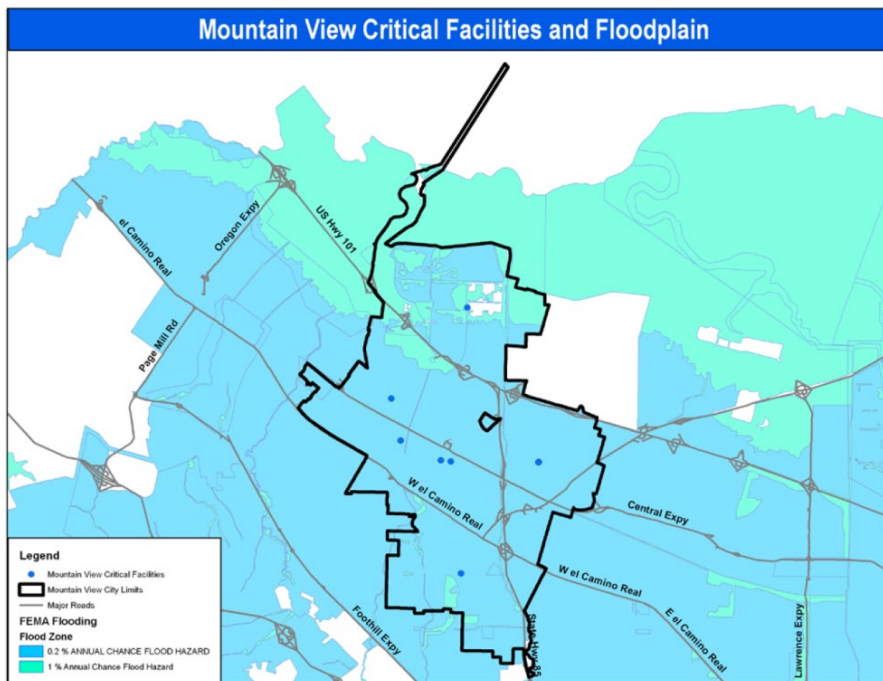 Mountain View Critical Facilities and Floodplain
el Camino Real
Oregon Expy
US Hwy 101
Page Mill Rd
W el Camino Real
Central Expy
W el Camino Real
E el Camino Real
Foothill Expy
State Hwy 85
Lawrence Expy
Legend
Mountain View Critical Facilities
Mountain View City Limits
Major Roads
FEMA Flooding
Flood Zone
0.2 % ANNUAL CHANCE FLOOD HAZARD
1 % Annual Chance Flood Hazard